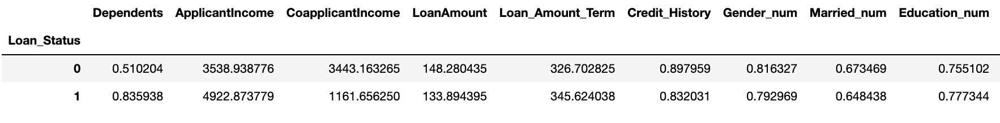 Dependents ApplicantIncome CoapplicantIncome LoanAmount Loan_Amount_Term Credit_History Gender_num Married_num Education_num
Loan_Status
0 0.510204 3538.938776 3443.163265 148.280435 326.702825 0.897959 0.816327 0.673469 0.755102
1 0.835938 4922.873779 1161.656250 133.894395 345.624038 0.832031 0.792969 0.648438 0.777344